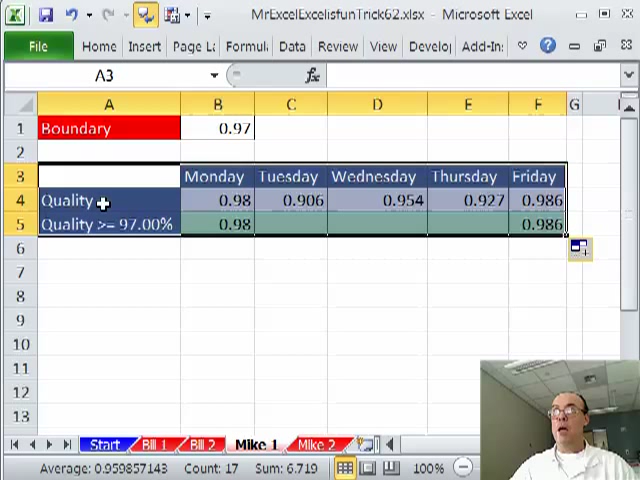 MrExcelExcelisfunTrick62.xlsx - Microsoft Excel
File Home Insert Page La Formula Data Review View Develop Add-In:
A3 fx
A B C D E F G
1 Boundary 0.97
2
3 Monday Tuesday Wednesday Thursday Friday
4 Quality 0.98 0.906 0.954 0.927 0.986
5 Quality >= 97.00% 0.98 0.986
6
7
8
9
10
11
12
13
Start Bill 1 Bill 2 Mike 1 Mike 2
Average: 0.959857143 Count: 17 Sum: 6.719 100%